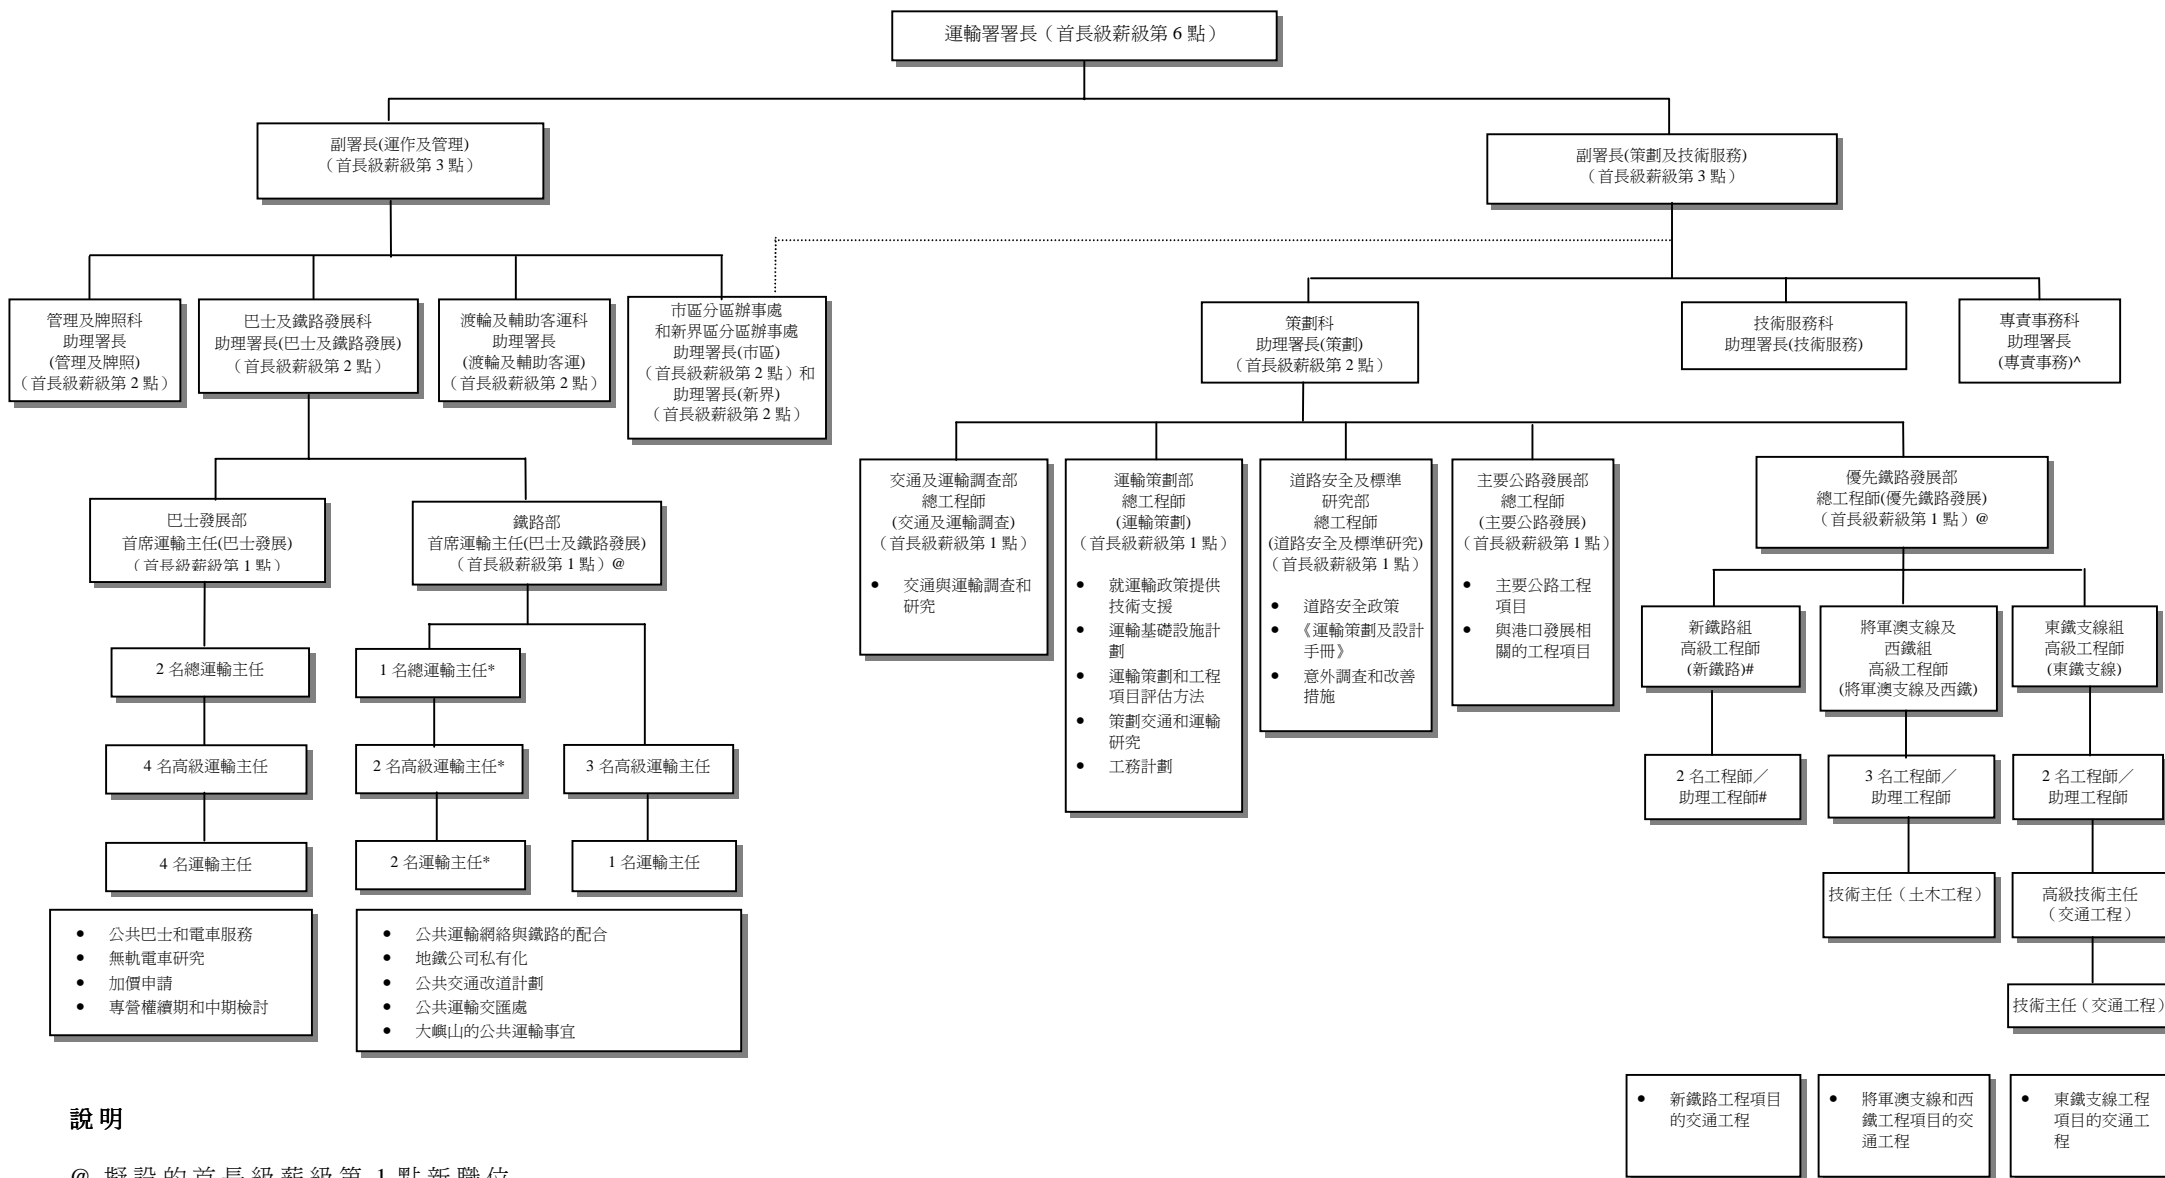 運輸署署長（首長級薪級第 6 點）
副署長(運作及管理)
（首長級薪級第 3 點）
副署長(策劃及技術服務)
（首長級薪級第 3 點）
管理及牌照科
助理署長
(管理及牌照)
（首長級薪級第 2 點）
巴士及鐵路發展科
助理署長(巴士及鐵路發展)
（首長級薪級第 2 點）
渡輪及輔助客運科
助理署長
(渡輪及輔助客運)
（首長級薪級第 2 點）
市區分區辦事處
和新界區分區辦事處
助理署長(市區)
（首長級薪級第 2 點）和
助理署長(新界)
（首長級薪級第 2 點）
策劃科
助理署長(策劃)
（首長級薪級第 2 點）
技術服務科
助理署長(技術服務)
專責事務科
助理署長
(專責事務)^
巴士發展部
首席運輸主任(巴士發展)
（首長級薪級第 1 點）
鐵路部
首席運輸主任(巴士及鐵路發展)
（首長級薪級第 1 點）@
交通及運輸調查部
總工程師
(交通及運輸調查)
（首長級薪級第 1 點）
• 交通與運輸調查和
研究
運輸策劃部
總工程師
(運輸策劃)
（首長級薪級第 1 點）
• 就運輸政策提供
技術支援
• 運輸基礎設施計
劃
• 運輸策劃和工程
項目評估方法
• 策劃交通和運輸
研究
• 工務計劃
道路安全及標準
研究部
總工程師
(道路安全及標準研究)
（首長級薪級第 1 點）
• 道路安全政策
• 《運輸策劃及設計
手冊》
• 意外調查和改善
措施
主要公路發展部
總工程師
(主要公路發展)
（首長級薪級第 1 點）
• 主要公路工程
項目
• 與港口發展相
關的工程項目
優先鐵路發展部
總工程師(優先鐵路發展)
（首長級薪級第 1 點）@
新鐵路組
高級工程師
(新鐵路)#
將軍澳支線及
西鐵組
高級工程師
(將軍澳支線及西鐵)
東鐵支線組
高級工程師
(東鐵支線)
2 名總運輸主任
1 名總運輸主任*
4 名高級運輸主任
2 名高級運輸主任*
3 名高級運輸主任
2 名工程師／
助理工程師#
3 名工程師／
助理工程師
2 名工程師／
助理工程師
4 名運輸主任
2 名運輸主任*
1 名運輸主任
技術主任（土木工程）
高級技術主任
（交通工程）
技術主任（交通工程）
• 公共巴士和電車服務
• 無軌電車研究
• 加價申請
• 專營權續期和中期檢討
• 公共運輸網絡與鐵路的配合
• 地鐵公司私有化
• 公共交通改道計劃
• 公共運輸交匯處
• 大嶼山的公共運輸事宜
• 新鐵路工程項目
的交通工程
• 將軍澳支線和西
鐵工程項目的交
通工程
• 東鐵支線工程
項目的交通工
程
說明
@ 擬設的首長級薪級第 1 點新職位